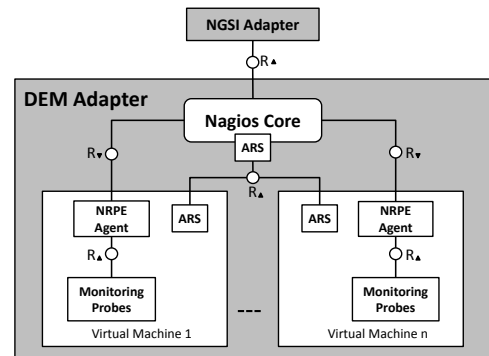 NGSI Adapter
R▲
DEM Adapter
Nagios Core
ARS
R▼
R▼
R▲
NRPE
Agent
ARS
ARS
NRPE
Agent
R▲
R▲
Monitoring
Probes
Monitoring
Probes
---
Virtual Machine 1
Virtual Machine n